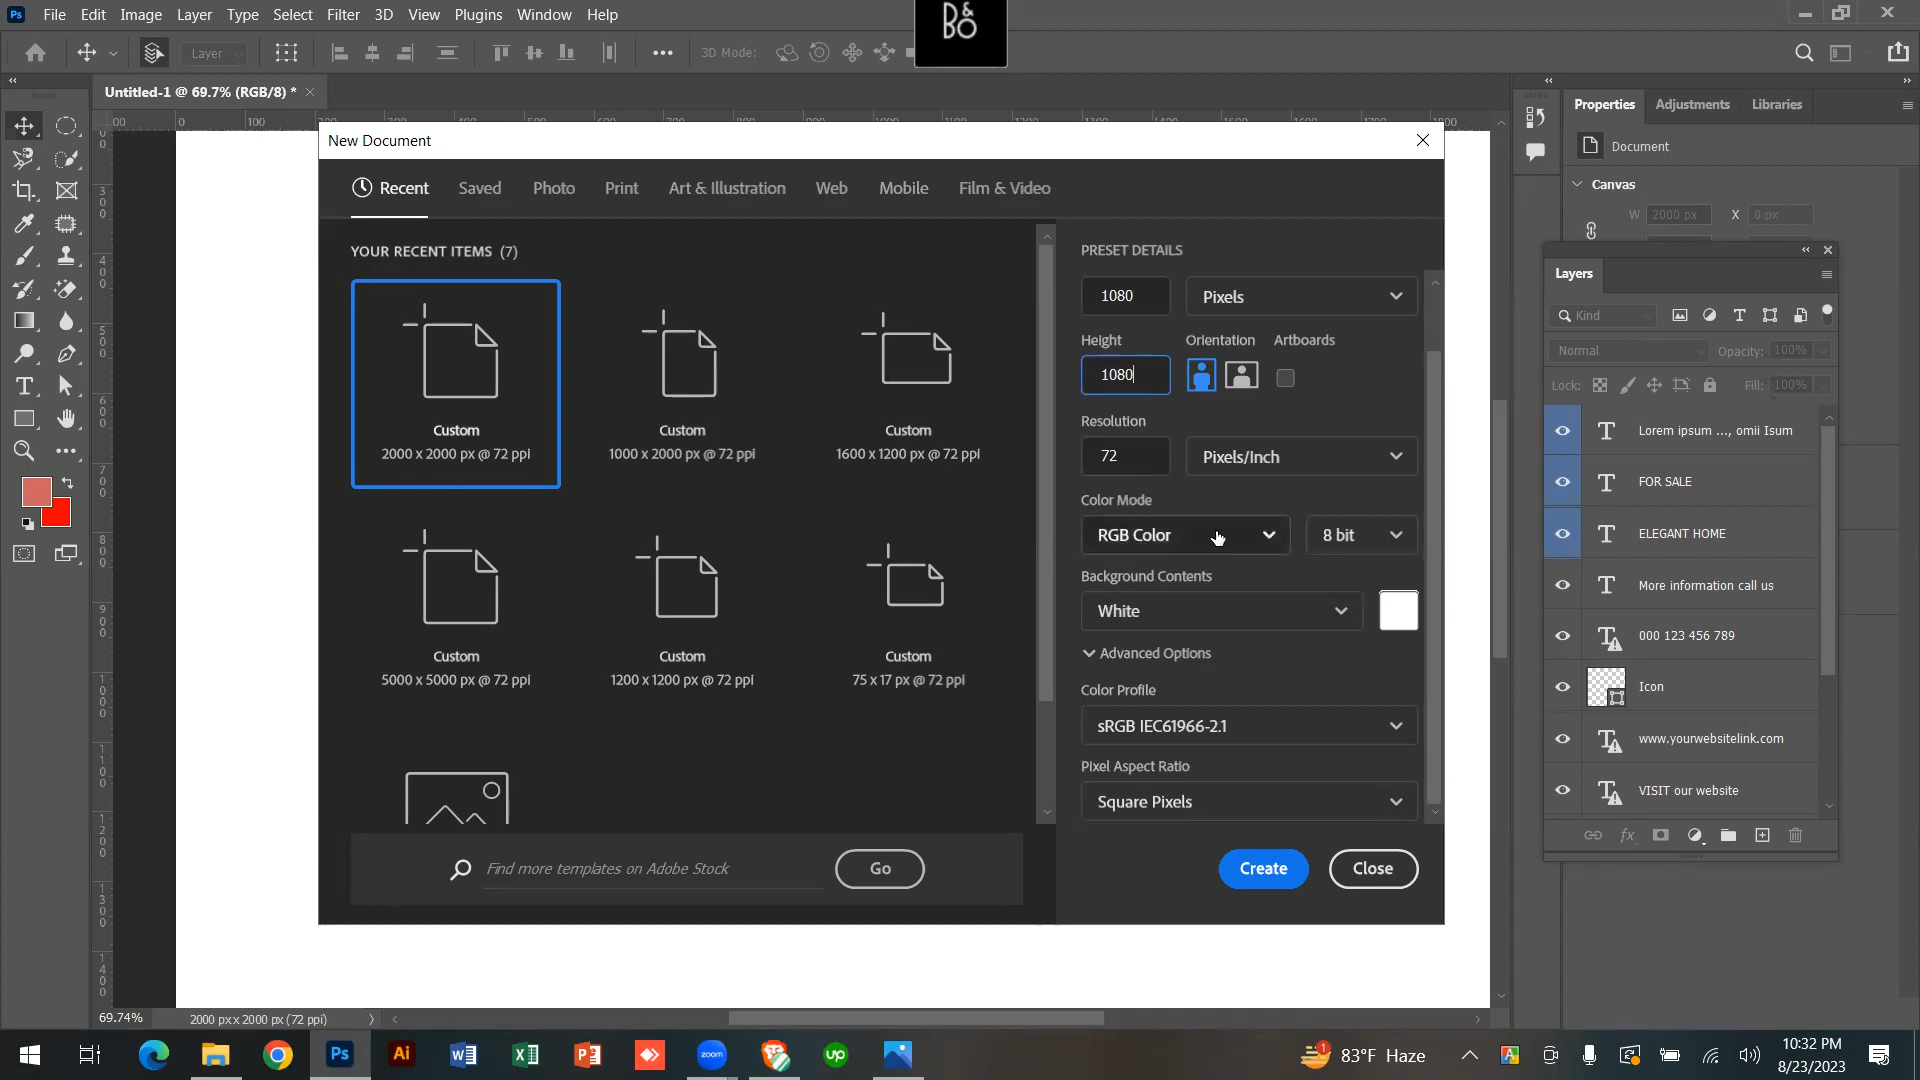 Ps File Edit Image Layer Type Select Filter 3D View Plugins Window Help
B&O
Layer 3D Mode:
Untitled-1 @ 69.7% (RGB/8) *
Properties Adjustments Libraries
Document
Canvas
W 2000 px X 0 px
New Document
Recent Saved Photo Print Art & Illustration Web Mobile Film & Video
YOUR RECENT ITEMS (7)
Custom
2000 x 2000 px @ 72 ppi
Custom
1000 x 2000 px @ 72 ppi
Custom
1600 x 1200 px @ 72 ppi
Custom
5000 x 5000 px @ 72 ppi
Custom
1200 x 1200 px @ 72 ppi
Custom
75 x 17 px @ 72 ppi
Find more templates on Adobe Stock Go
PRESET DETAILS
1080 Pixels
Height Orientation Artboards
1080
Resolution
72 Pixels/Inch
Color Mode
RGB Color 8 bit
Background Contents
White
Advanced Options
Color Profile
sRGB IEC61966-2.1
Pixel Aspect Ratio
Square Pixels
Create Close
Layers
Kind
Normal Opacity: 100%
Lock: Fill: 100%
Lorem ipsum ..., omii Isum
FOR SALE
ELEGANT HOME
More information call us
000 123 456 789
Icon
www.yourwebsitelink.com
VISIT our website
69.74% 2000 px x 2000 px (72 ppi)
83°F Haze
10:32 PM
8/23/2023